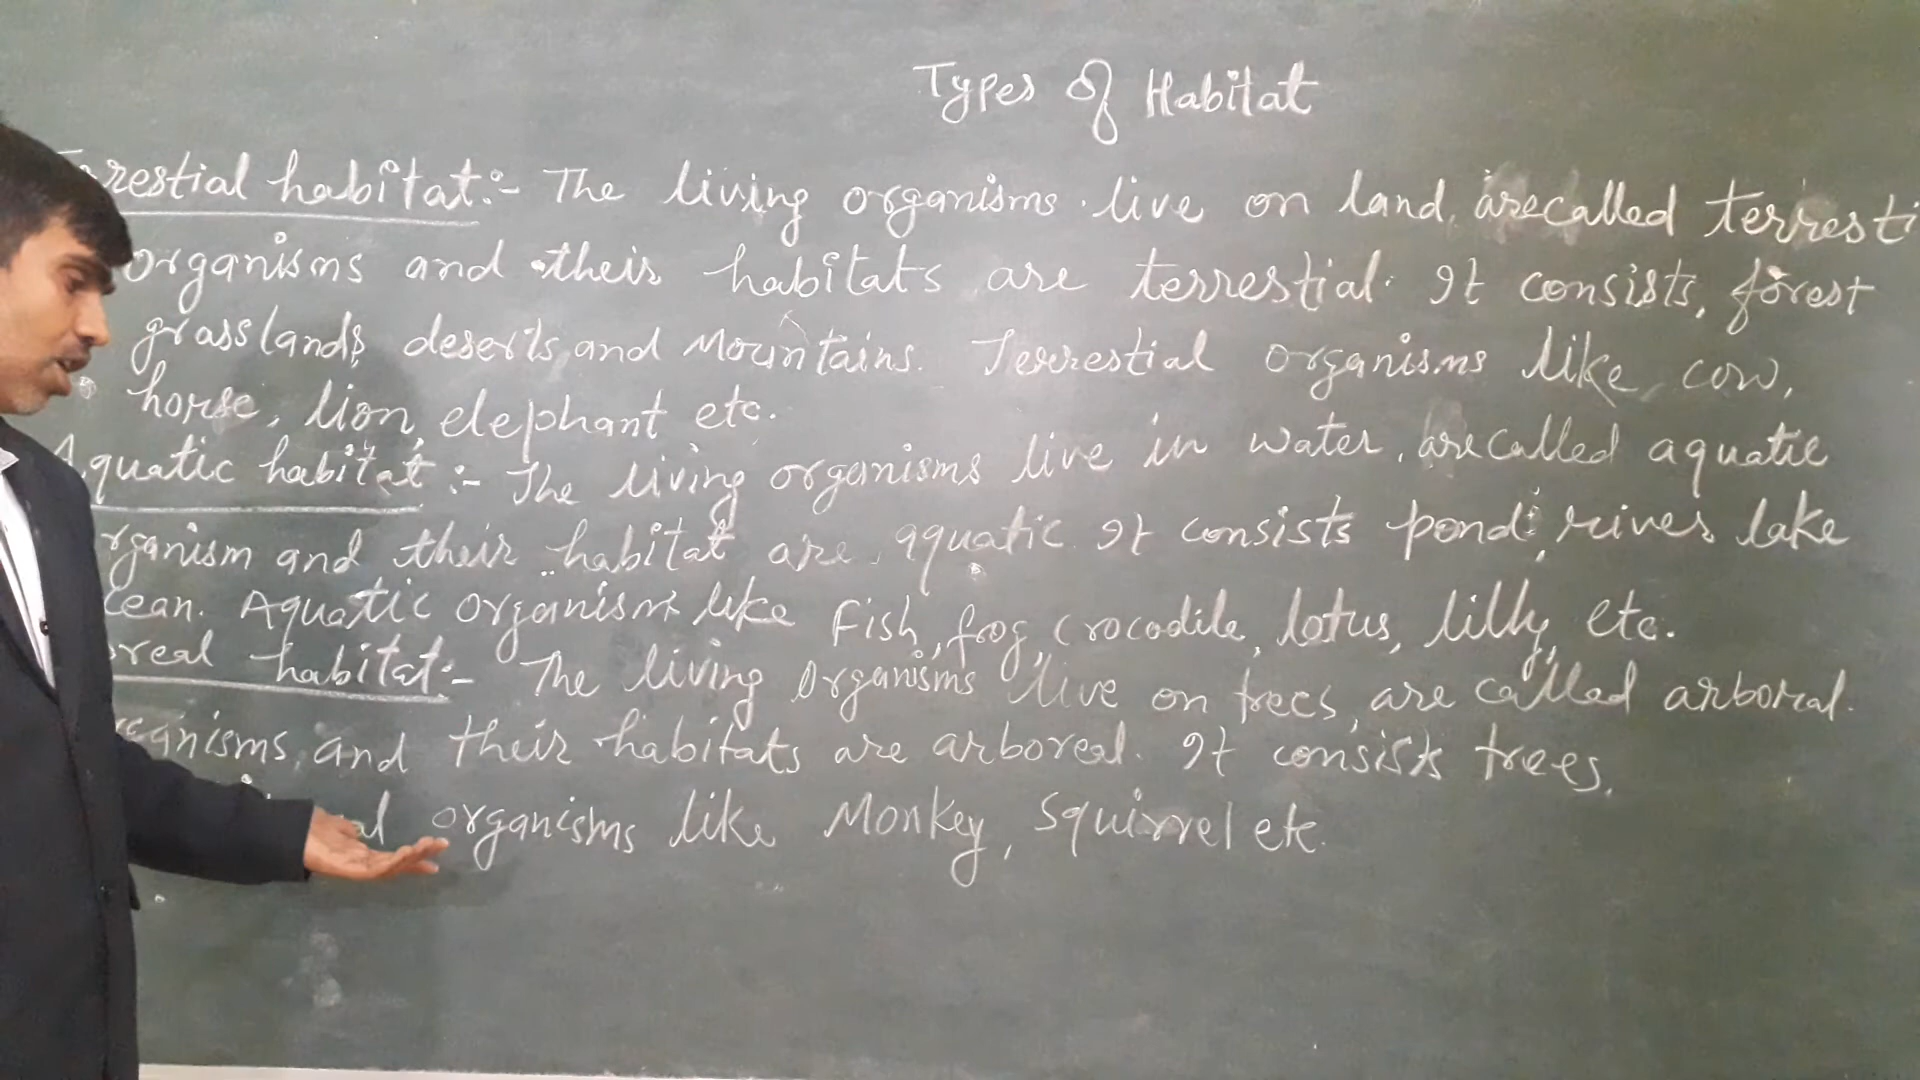 Types of Habitat
restial habitat:- The living organisms live on land, are called terresti
organisms and their habitats are terrestial. It consists, forest
grasslands, deserts, and Mountains. Terrestial organisms like cow,
horse, lion, elephant etc.
Aquatic habitat:- The living organisms live in water, are called aquatic
rganism and their habitat are aquatic. It consists pond, river lake
cean. Aquatic organism like Fish, frog, crocodile, lotus, lilly, etc.
oreal habitat:- The living Organisms live on trees, are called arboreal.
ganisms, and their habitats are arboreal. It consists trees.
al organisms like Monkey, Squirrel etc.